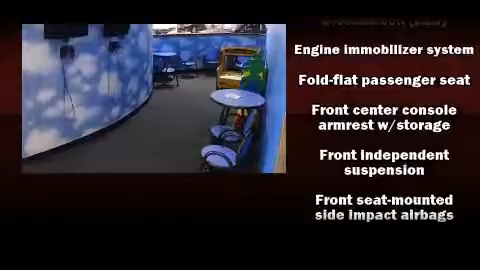 Engine immobilizer system
Fold-flat passenger seat
Front center console
armrest w/storage
Front independent
suspension
Front seat-mounted
side impact airbags